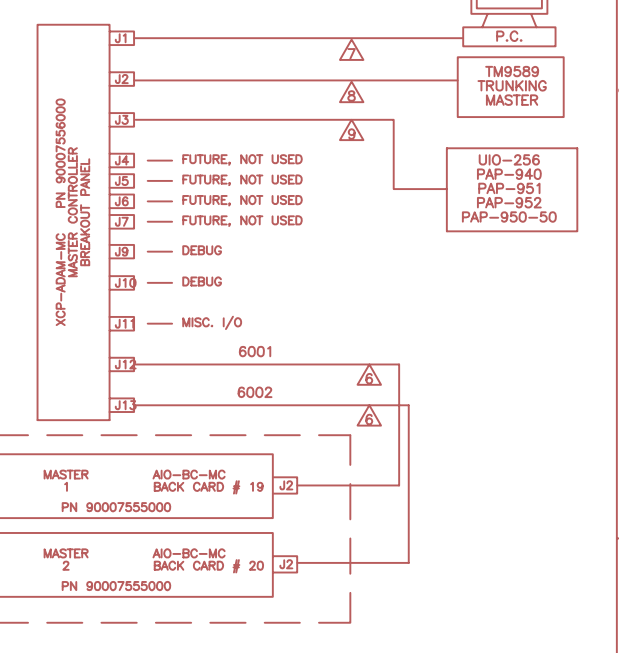 J1
7
P.C.
J2
8
TM9589
TRUNKING
MASTER
J3
9
UIO-256
PAP-940
PAP-951
PAP-952
PAP-950-50
XCP-ADAM-MC PN 90007556000
MASTER CONTROLLER
BREAKOUT PANEL
J4 FUTURE, NOT USED
J5 FUTURE, NOT USED
J6 FUTURE, NOT USED
J7 FUTURE, NOT USED
J9 DEBUG
J10 DEBUG
J11 MISC. I/O
6001
J12
6
6002
J13
6
MASTER AIO-BC-MC
1 BACK CARD # 19 J2
PN 90007555000
MASTER AIO-BC-MC
2 BACK CARD # 20 J2
PN 90007555000